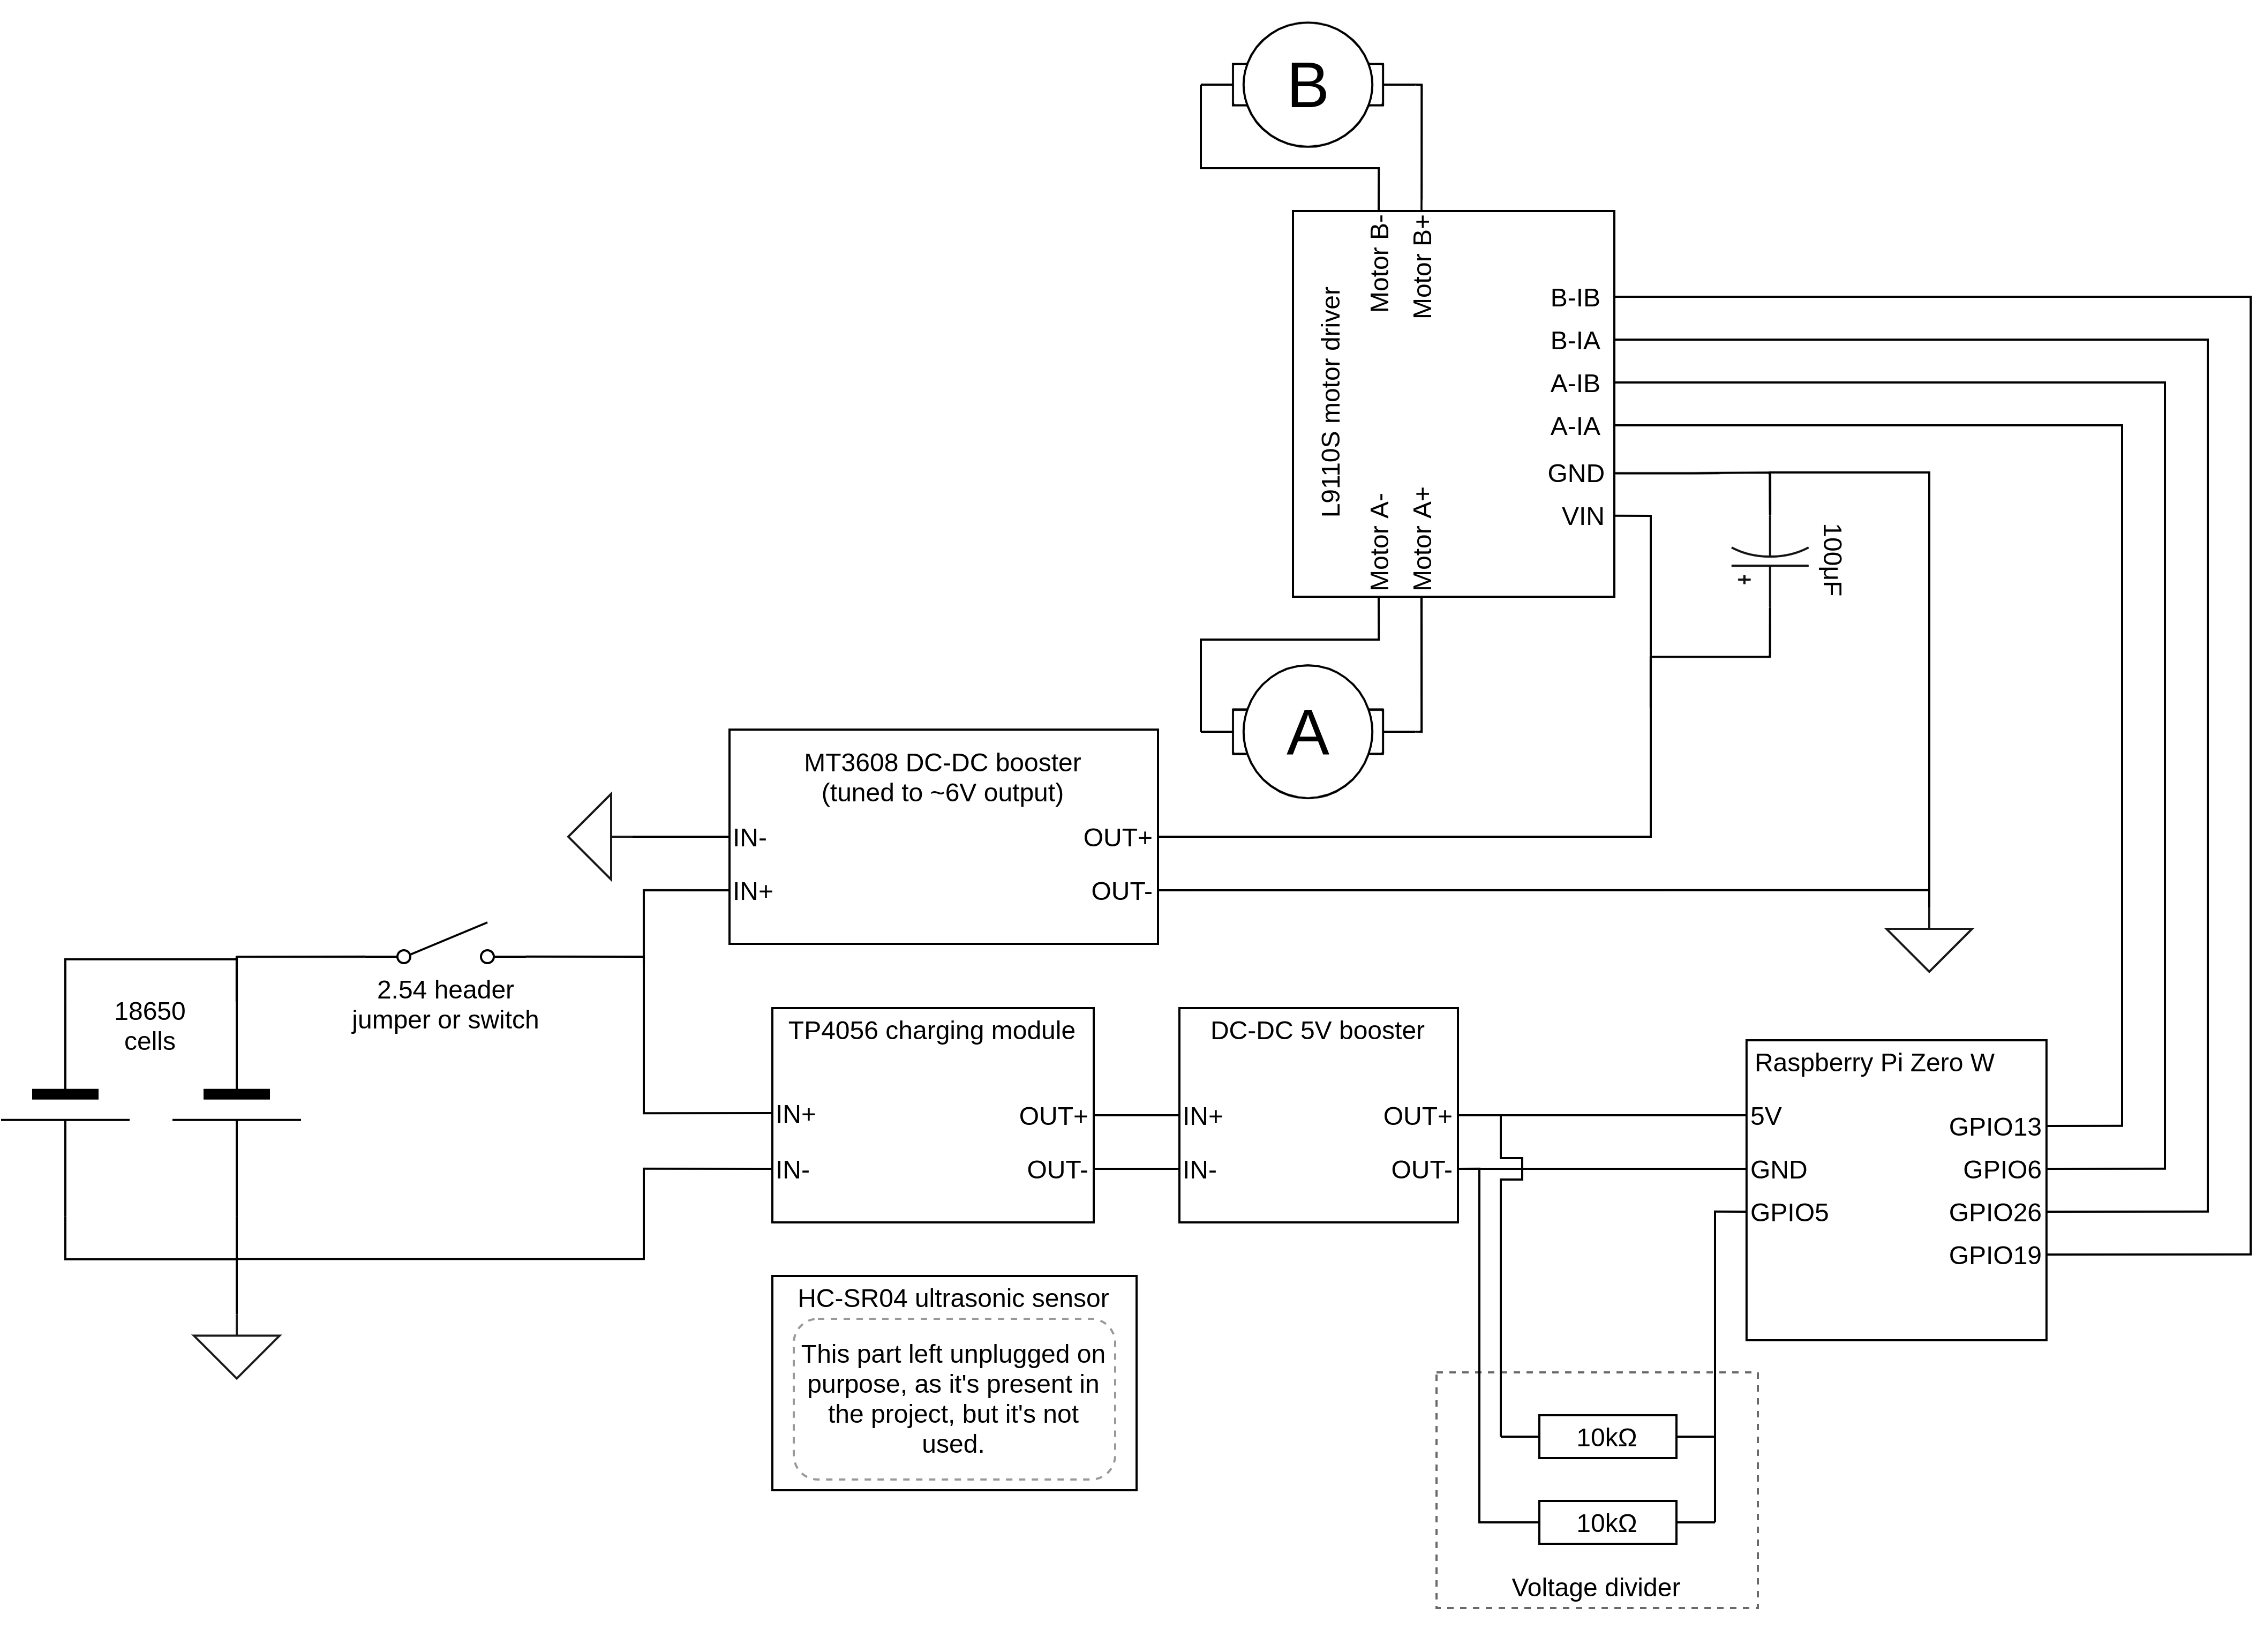 B
Motor B-
Motor B+
L9110S motor driver
B-IB
B-IA
A-IB
A-IA
GND
VIN
Motor A-
Motor A+
100µF
+
A
MT3608 DC-DC booster
(tuned to ~6V output)
IN-
OUT+
IN+
OUT-
18650
cells
2.54 header
jumper or switch
TP4056 charging module
IN+
OUT+
IN-
OUT-
DC-DC 5V booster
IN+
OUT+
IN-
OUT-
Raspberry Pi Zero W
5V
GPIO13
GND
GPIO6
GPIO5
GPIO26
GPIO19
HC-SR04 ultrasonic sensor
This part left unplugged on
purpose, as it's present in
the project, but it's not
used.
10kΩ
10kΩ
Voltage divider